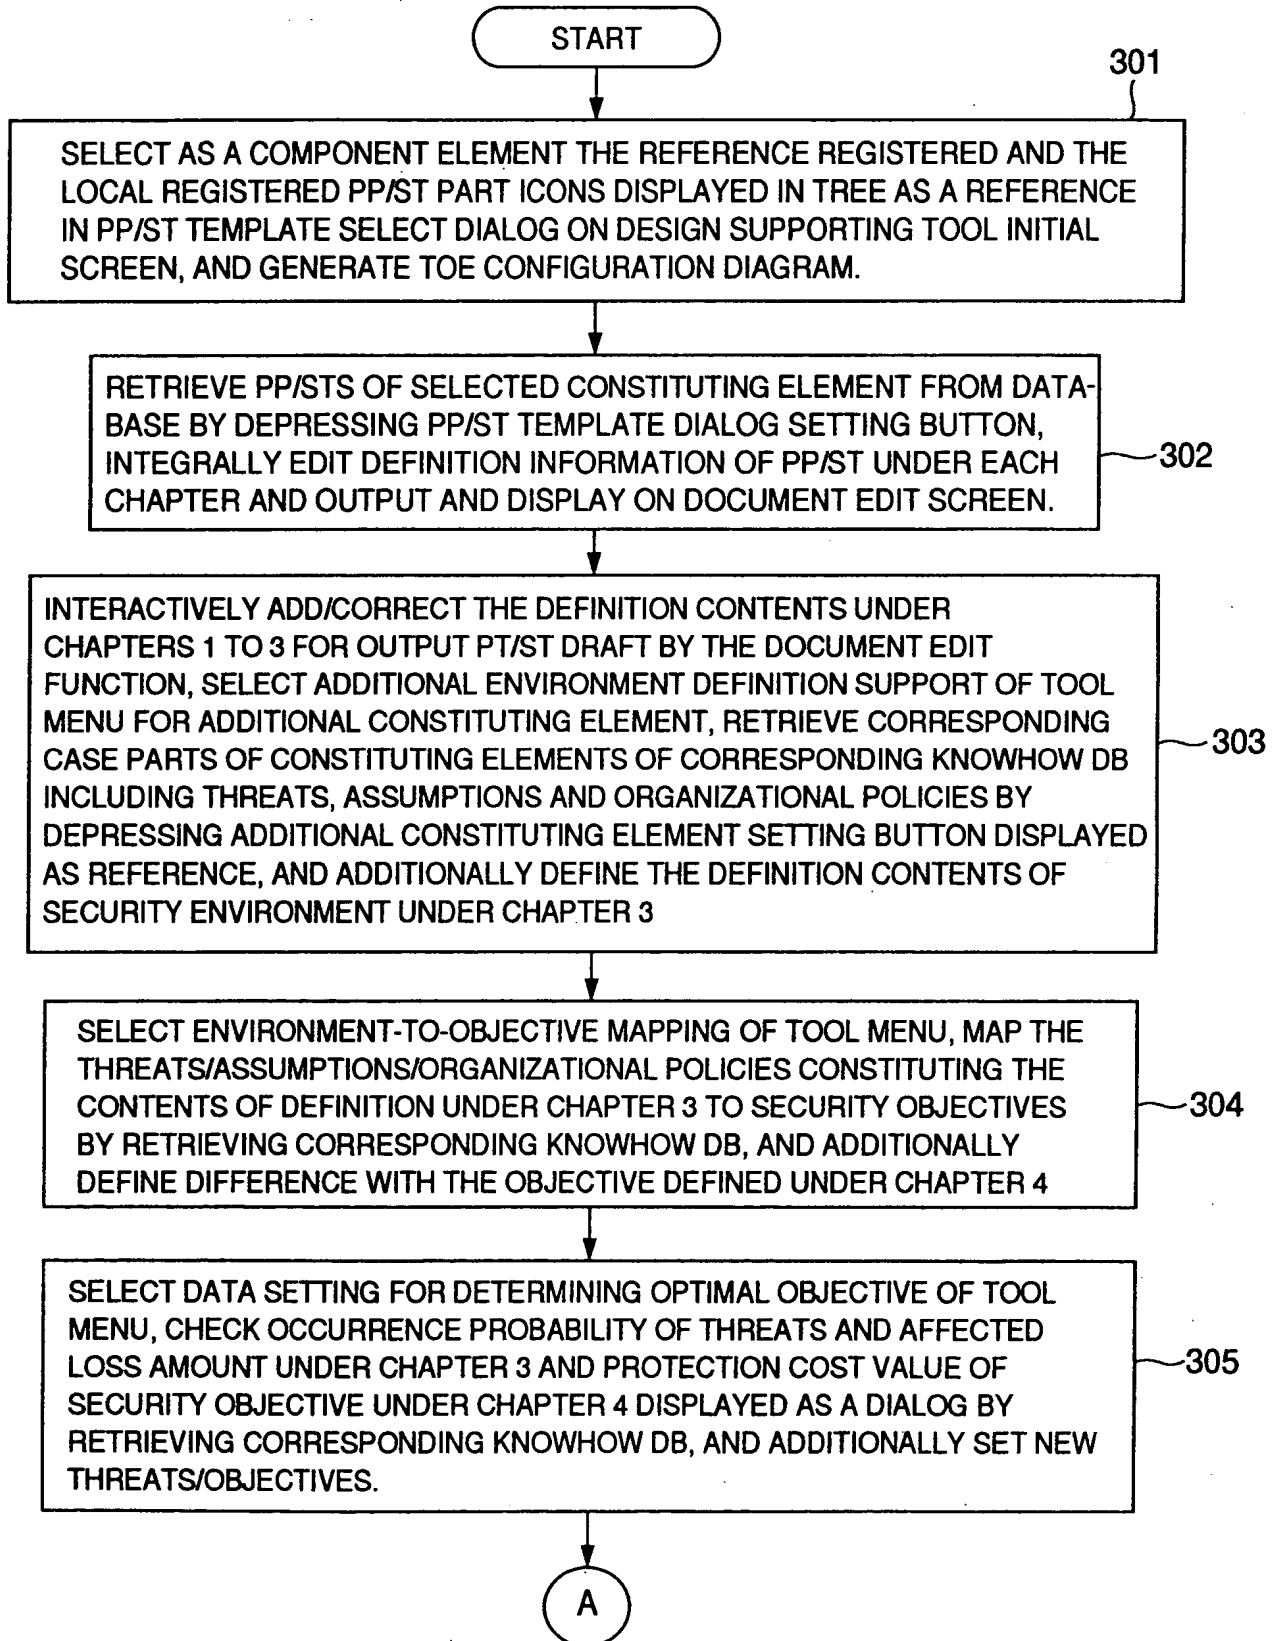 START
301
SELECT AS A COMPONENT ELEMENT THE REFERENCE REGISTERED AND THE
LOCAL REGISTERED PP/ST PART ICONS DISPLAYED IN TREE AS A REFERENCE
IN PP/ST TEMPLATE SELECT DIALOG ON DESIGN SUPPORTING TOOL INITIAL
SCREEN, AND GENERATE TOE CONFIGURATION DIAGRAM.
RETRIEVE PP/STS OF SELECTED CONSTITUTING ELEMENT FROM DATA-
BASE BY DEPRESSING PP/ST TEMPLATE DIALOG SETTING BUTTON,
INTEGRALLY EDIT DEFINITION INFORMATION OF PP/ST UNDER EACH
CHAPTER AND OUTPUT AND DISPLAY ON DOCUMENT EDIT SCREEN.
302
INTERACTIVELY ADD/CORRECT THE DEFINITION CONTENTS UNDER
CHAPTERS 1 TO 3 FOR OUTPUT PT/ST DRAFT BY THE DOCUMENT EDIT
FUNCTION, SELECT ADDITIONAL ENVIRONMENT DEFINITION SUPPORT OF TOOL
MENU FOR ADDITIONAL CONSTITUTING ELEMENT, RETRIEVE CORRESPONDING
CASE PARTS OF CONSTITUTING ELEMENTS OF CORRESPONDING KNOWHOW DB
INCLUDING THREATS, ASSUMPTIONS AND ORGANIZATIONAL POLICIES BY
DEPRESSING ADDITIONAL CONSTITUTING ELEMENT SETTING BUTTON DISPLAYED
AS REFERENCE, AND ADDITIONALLY DEFINE THE DEFINITION CONTENTS OF
SECURITY ENVIRONMENT UNDER CHAPTER 3
303
SELECT ENVIRONMENT-TO-OBJECTIVE MAPPING OF TOOL MENU, MAP THE
THREATS/ASSUMPTIONS/ORGANIZATIONAL POLICIES CONSTITUTING THE
CONTENTS OF DEFINITION UNDER CHAPTER 3 TO SECURITY OBJECTIVES
BY RETRIEVING CORRESPONDING KNOWHOW DB, AND ADDITIONALLY
DEFINE DIFFERENCE WITH THE OBJECTIVE DEFINED UNDER CHAPTER 4
304
SELECT DATA SETTING FOR DETERMINING OPTIMAL OBJECTIVE OF TOOL
MENU, CHECK OCCURRENCE PROBABILITY OF THREATS AND AFFECTED
LOSS AMOUNT UNDER CHAPTER 3 AND PROTECTION COST VALUE OF
SECURITY OBJECTIVE UNDER CHAPTER 4 DISPLAYED AS A DIALOG BY
RETRIEVING CORRESPONDING KNOWHOW DB, AND ADDITIONALLY SET NEW
THREATS/OBJECTIVES.
305
A